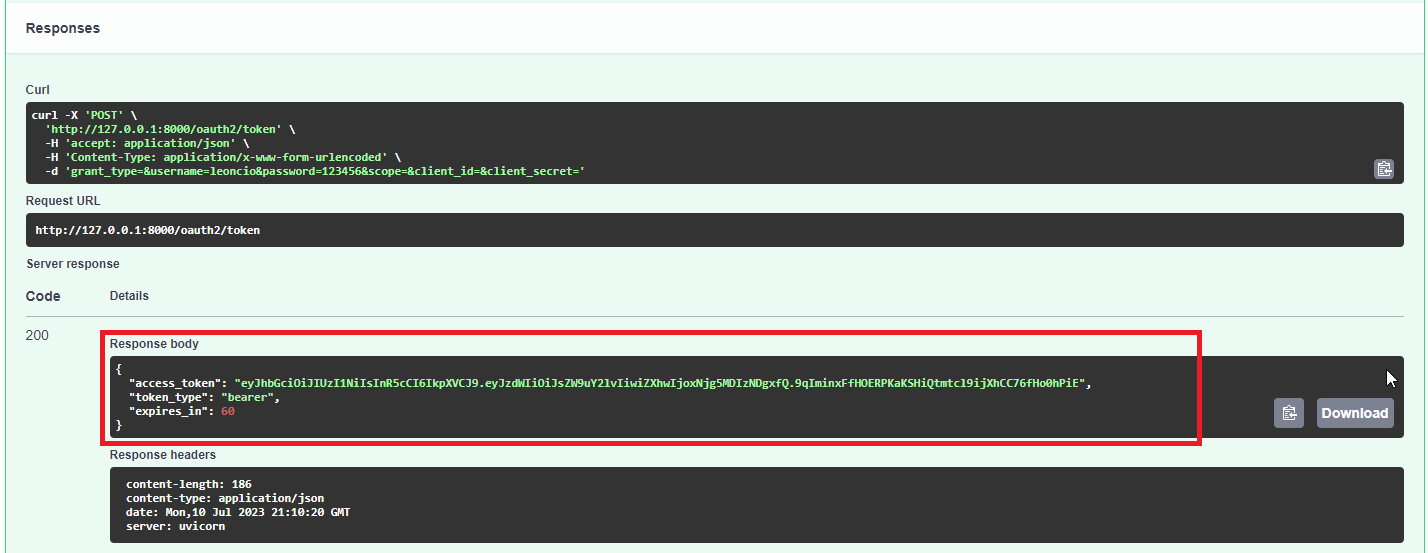 Responses
Curl
curl -X 'POST' \
  'http://127.0.0.1:8000/oauth2/token' \
  -H 'accept: application/json' \
  -H 'Content-Type: application/x-www-form-urlencoded' \
  -d 'grant_type=&username=leoncio&password=123456&scope=&client_id=&client_secret='
Request URL
http://127.0.0.1:8000/oauth2/token
Server response
Code Details
200
Response body
{
  "access_token": "eyJhbGciOiJIUzI1NiIsInR5cCI6IkpXVCJ9.eyJzdWIiOiJsZW9uY2lvIiwiZXhwIjoxNjg5MDIzNDgxfQ.9qIminxFfHOERPKaKSHiQtmtcl9ijXhCC76fHo0hPiE",
  "token_type": "bearer",
  "expires_in": 60
}
Download
Response headers
content-length: 186
content-type: application/json
date: Mon,10 Jul 2023 21:10:20 GMT
server: uvicorn